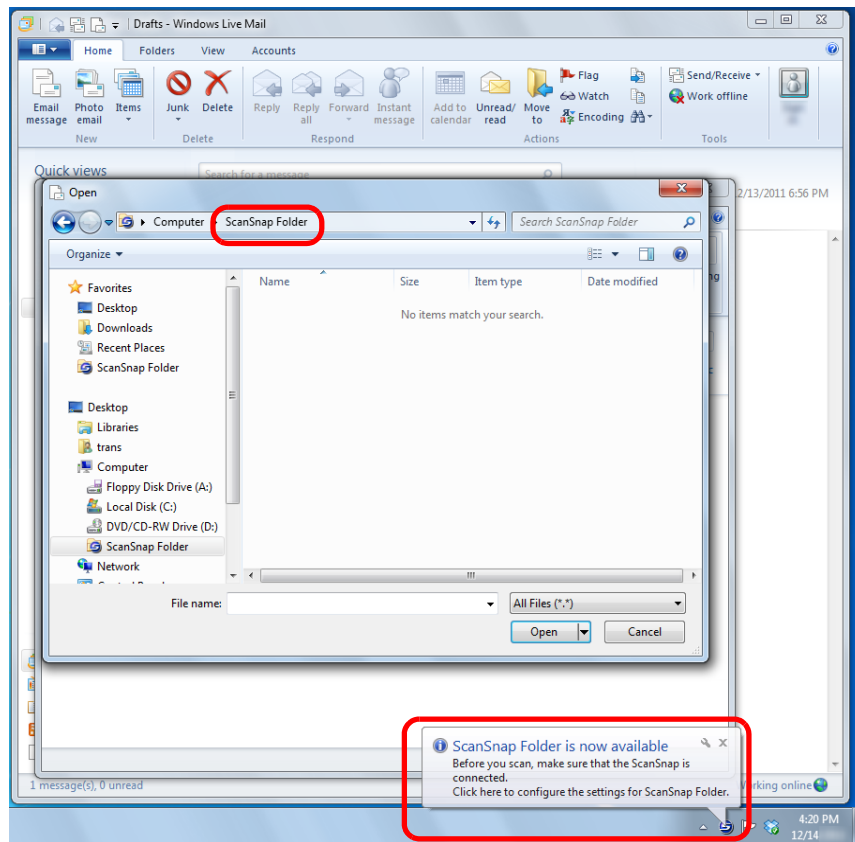 Drafts - Windows Live Mail
Home Folders View Accounts
Email message
Photo email
Items
Junk
Delete
Reply
Reply all
Forward
Instant message
Add to calendar
Unread/ read
Move to
Flag
Watch
Encoding
Send/Receive
Work offline
New Delete Respond Actions Tools
Quick views
Search for a message
2/13/2011 6:56 PM
Open
Computer ScanSnap Folder
Search ScanSnap Folder
Organize
Name Size Item type Date modified
No items match your search.
Favorites
Desktop
Downloads
Recent Places
ScanSnap Folder
Desktop
Libraries
trans
Computer
Floppy Disk Drive (A:)
Local Disk (C:)
DVD/CD-RW Drive (D:)
ScanSnap Folder
Network
File name:
All Files (*.*)
Open Cancel
ScanSnap Folder is now available
Before you scan, make sure that the ScanSnap is
connected.
Click here to configure the settings for ScanSnap Folder.
1 message(s), 0 unread
online
4:20 PM
12/14